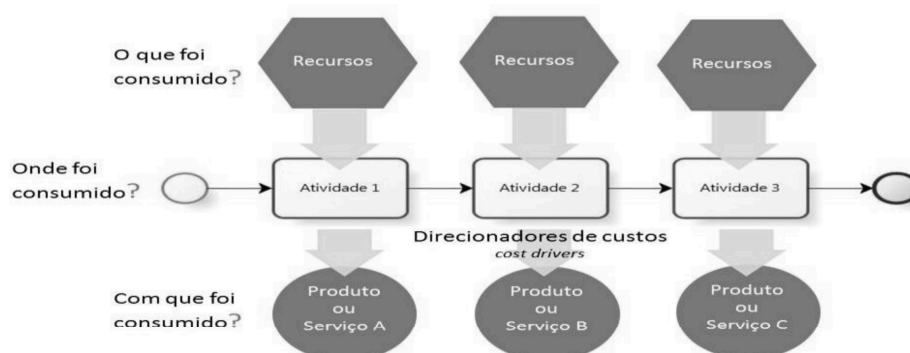 O que foi
consumido?
Recursos
Recursos
Recursos
Onde foi
consumido?
Atividade 1
Atividade 2
Atividade 3
Direcionadores de custos
cost drivers
Com que foi
consumido?
Produto
ou
Serviço A
Produto
ou
Serviço B
Produto
ou
Serviço C